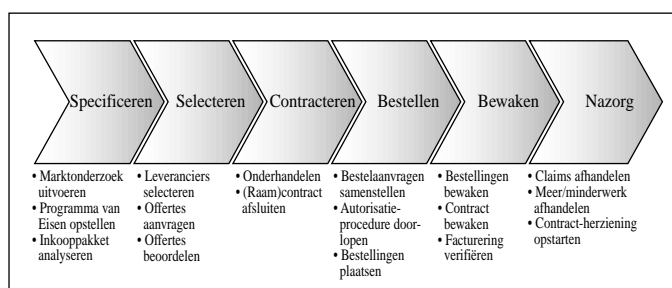 Specificeren
Selecteren
Contracteren
Bestellen
Bewaken
Nazorg
• Marktonderzoek
uitvoeren
• Programma van
Eisen opstellen
• Inkooppakket
analyseren
• Leveranciers
selecteren
• Offertes
aanvragen
• Offertes
beoordelen
• Onderhandelen
• (Raam)contract
afsluiten
• Bestelaanvragen
samenstellen
• Autorisatie-
procedure door-
lopen
• Bestellingen
plaatsen
• Bestellingen
bewaken
• Contract
bewaken
• Facturering
verifiëren
• Claims afhandelen
• Meer/minderwerk
afhandelen
• Contract-herziening
opstarten